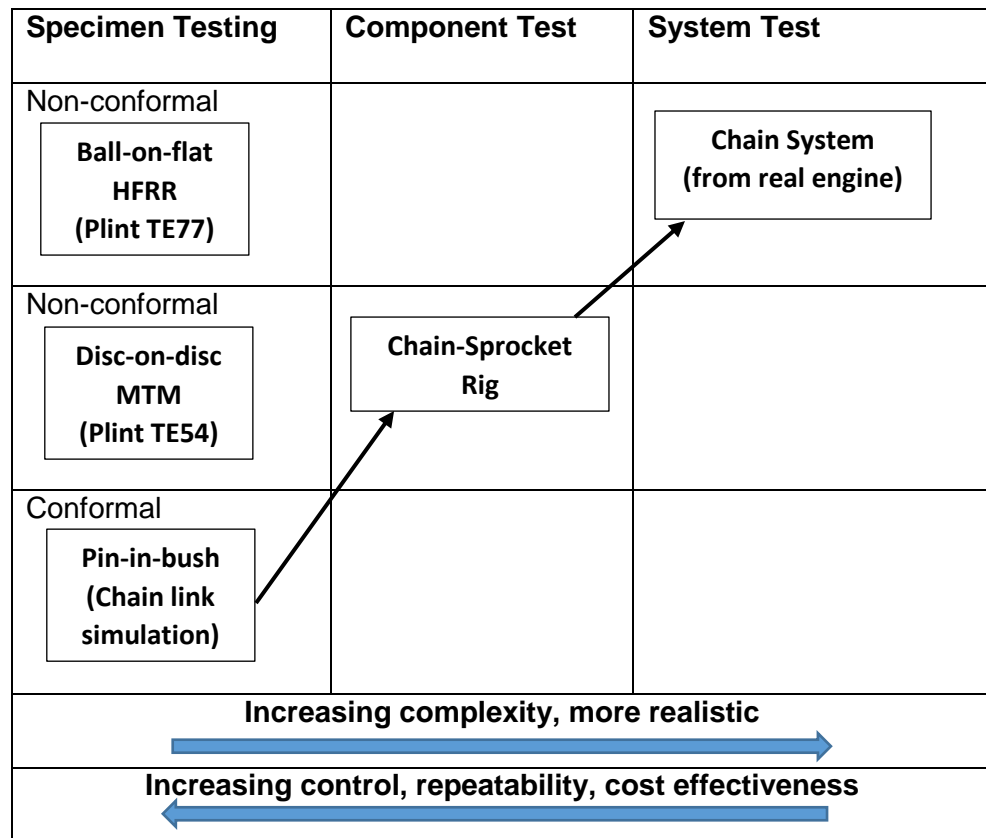 Specimen Testing
Component Test
System Test
Non-conformal
Ball-on-flat
HFRR
(Plint TE77)
Chain System
(from real engine)
Non-conformal
Disc-on-disc
MTM
(Plint TE54)
Chain-Sprocket
Rig
Conformal
Pin-in-bush
(Chain link
simulation)
Increasing complexity, more realistic
Increasing control, repeatability, cost effectiveness